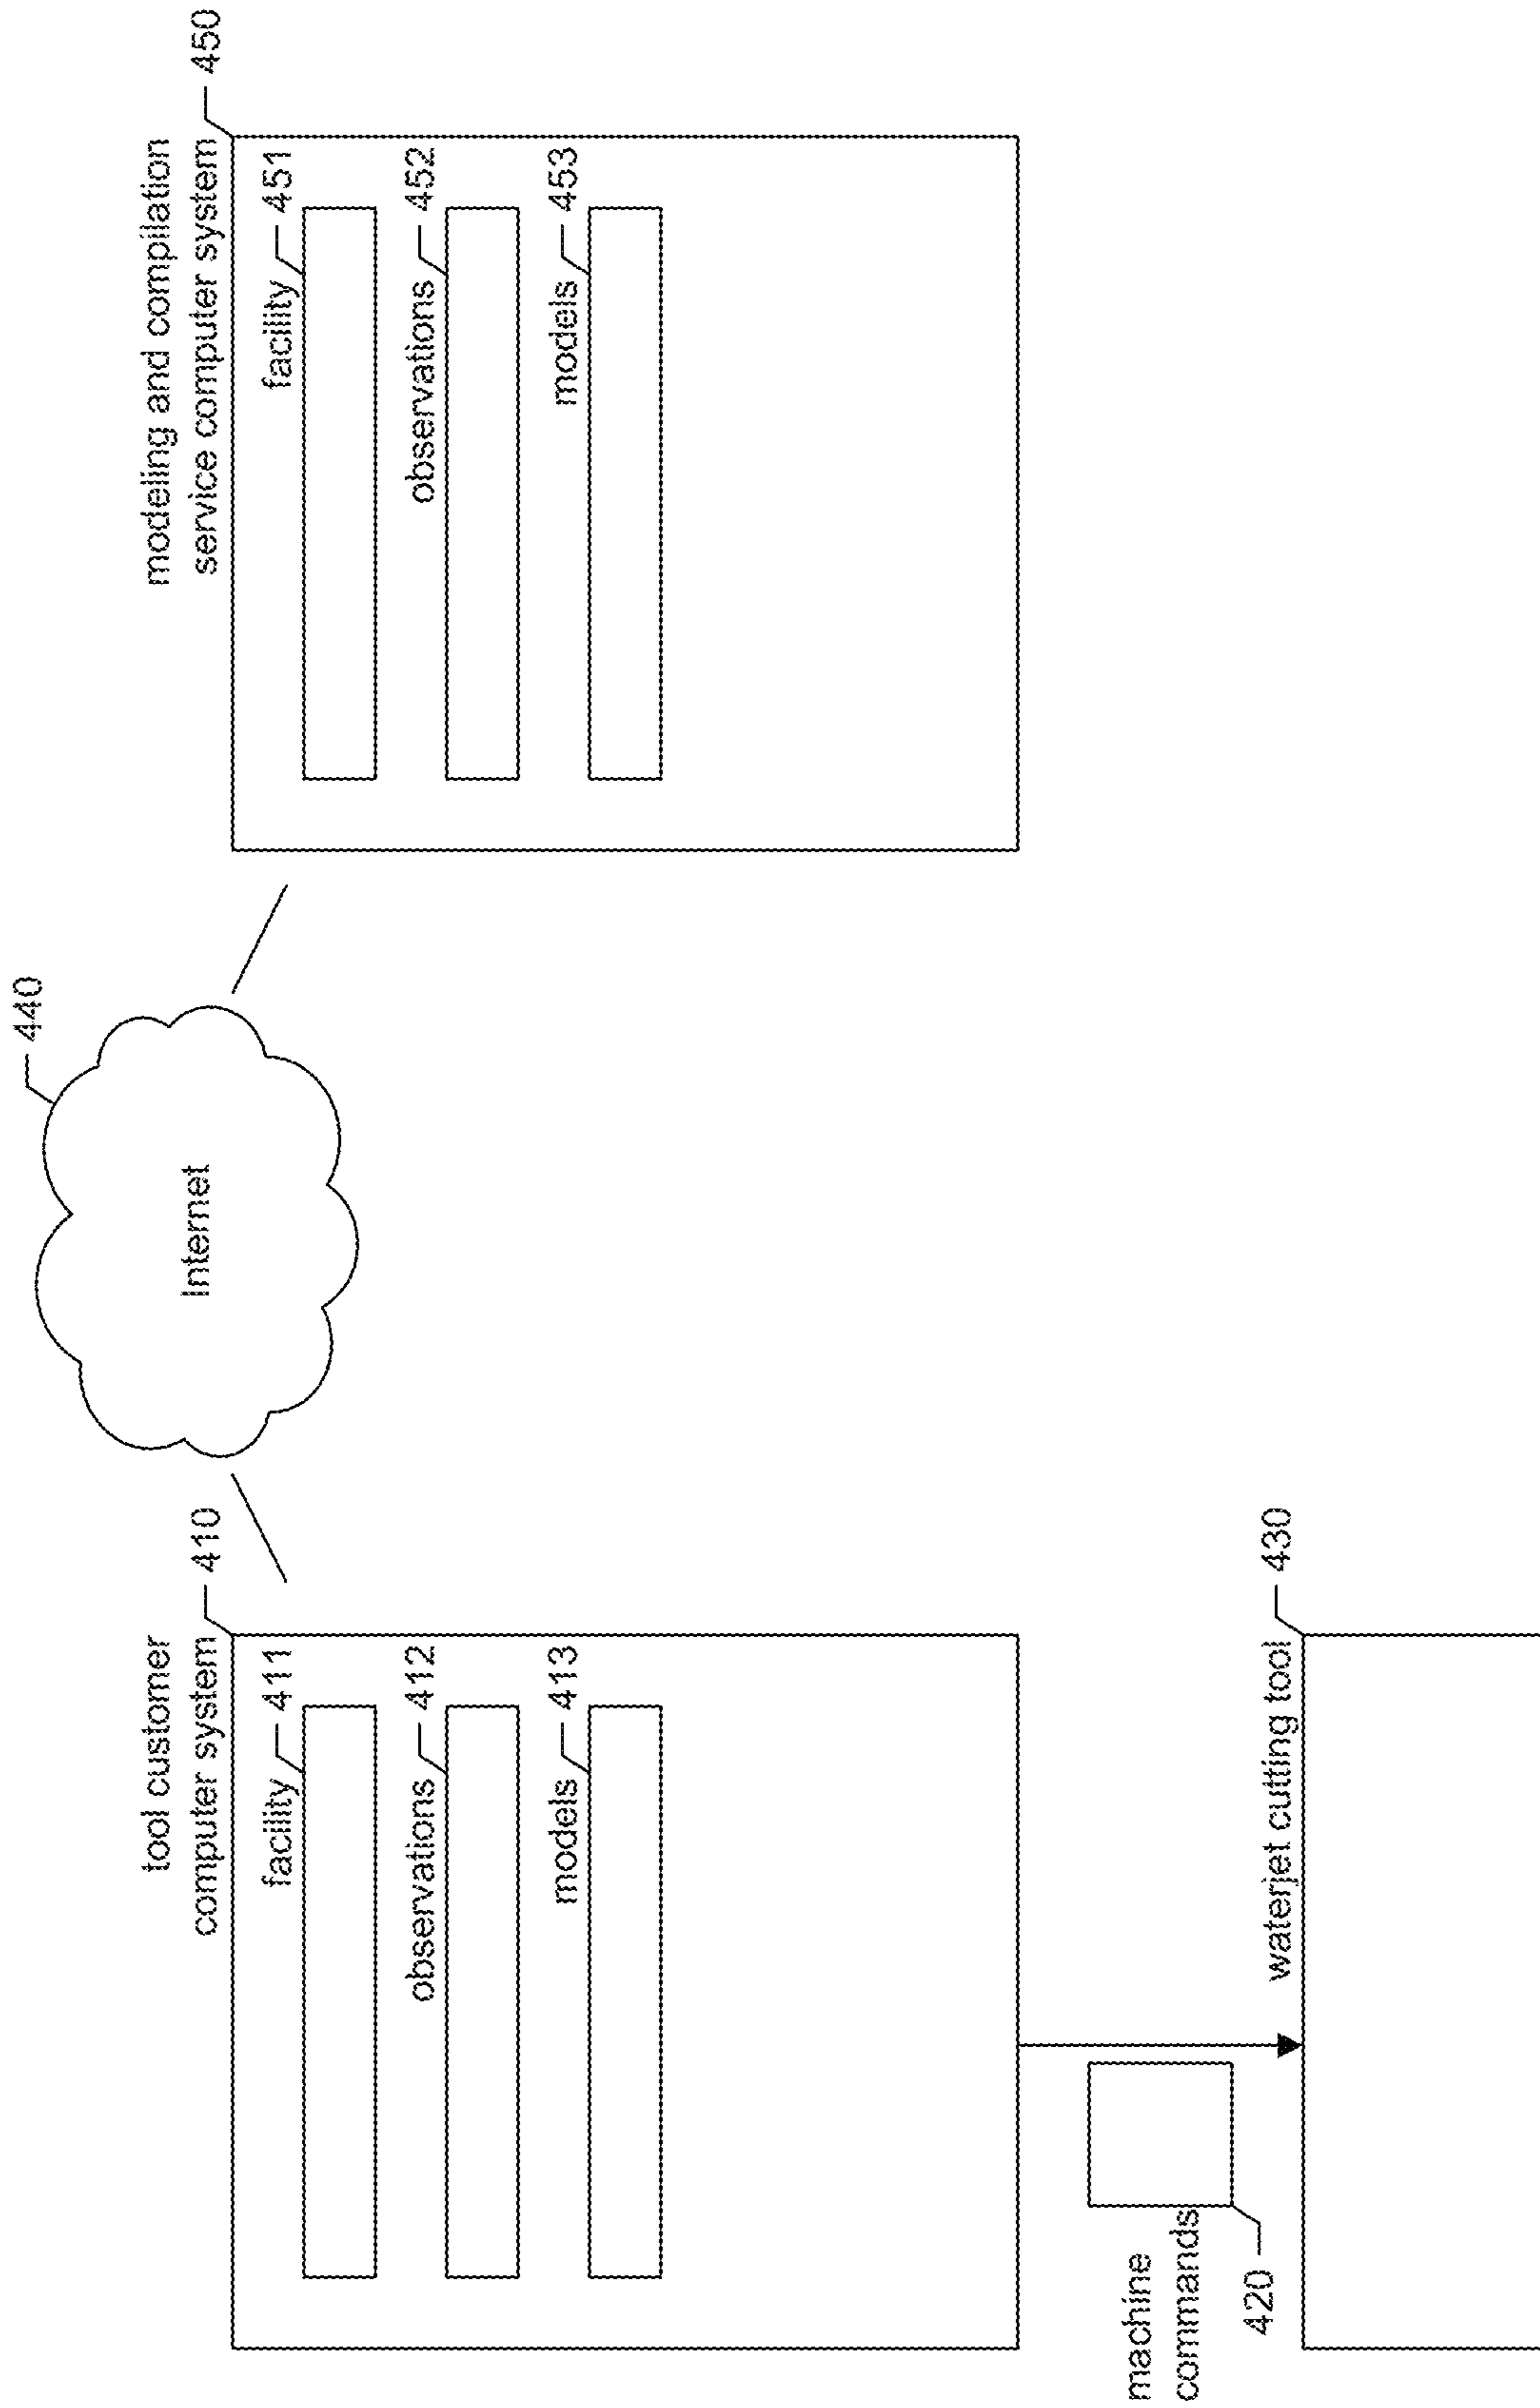 440
Internet
tool customer
computer system
410
facility
411
observations
412
models
413
modeling and compilation
service computer system
450
facility
451
observations
452
models
453
machine
commands
420
waterjet cutting tool
430